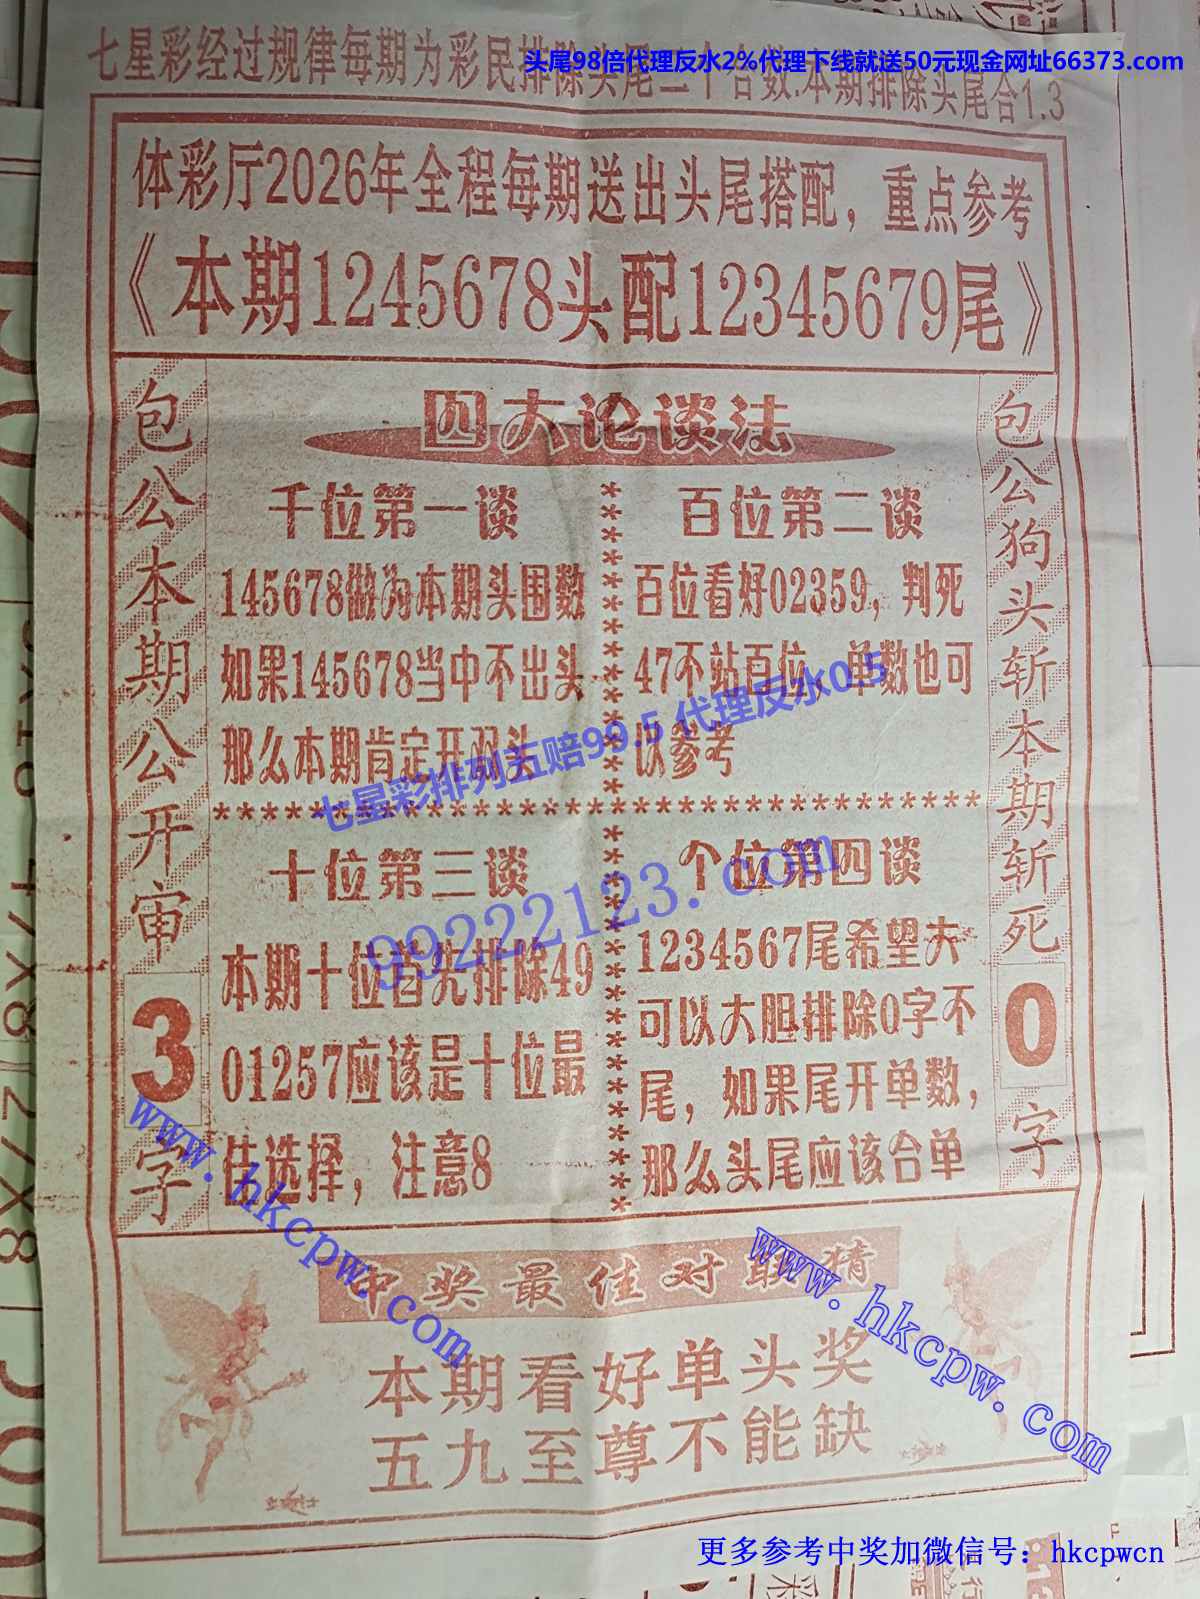 头尾98倍代理反水2%代理下线就送50元现金网址66373.com
七星彩经过规律每期为彩民排除头尾二个合数.本期排除头尾合1.3
体彩厅2026年全程每期送出头尾搭配，重点参考
《本期1245678头配12345679尾》
包公本期公开审3字
四大论谈法
千位第一谈
145678做为本期头围数
如果145678当中不出头
那么本期肯定开双头
百位第二谈
百位看好02359，判死
47不站百位，单数也可
以参考
七星彩排列五赔99.5 代理反水0.5
十位第三谈
本期十位首先排除49
01257应该是十位最
佳选择，注意8
99222123.com
个位第四谈
1234567尾希望大
可以大胆排除0字不
尾，如果尾开单数，
那么头尾应该合单
包公狗头斩本期斩死0字
www.hkcpw.com
www.hkcpw.com
中奖最佳对联猜
本期看好单头奖
五九至尊不能缺
更多参考中奖加微信号：hkcpwcn